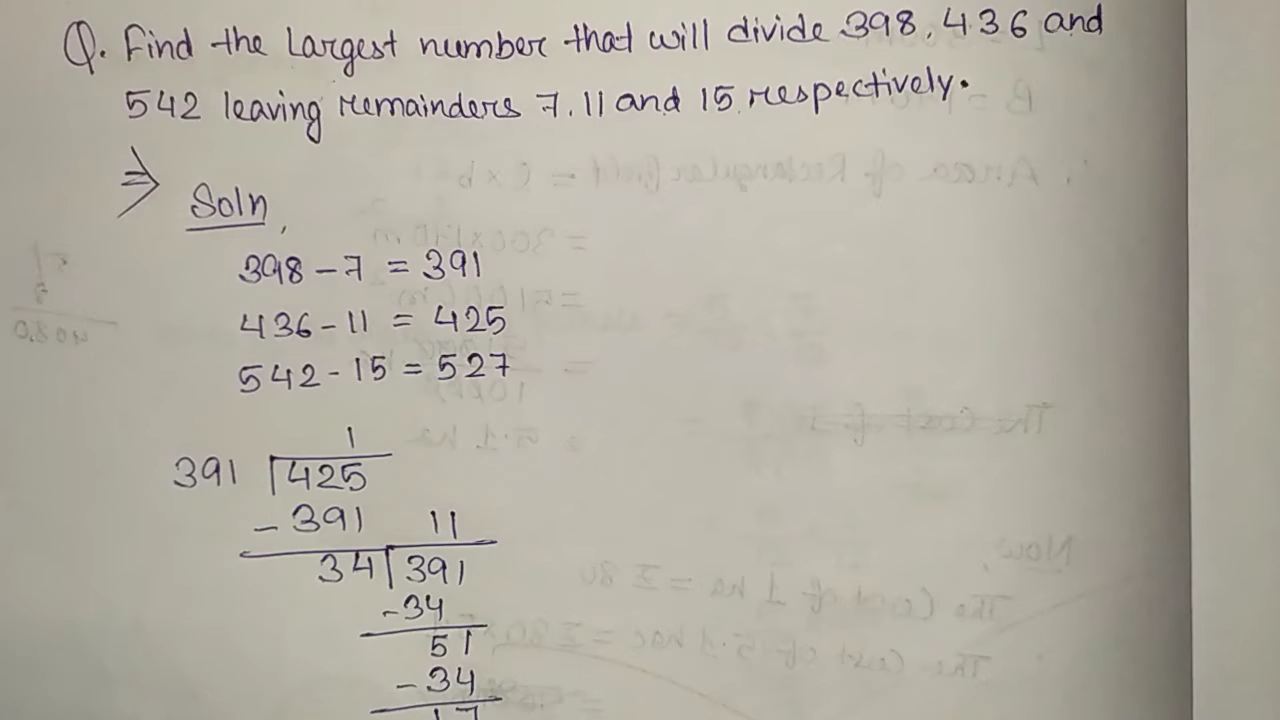 Q. Find the Largest number that will divide 398, 436 and
542 leaving remainders 7, 11 and 15 respectively.
⇒ Soln,
398 - 7 = 391
436 - 11 = 425
542 - 15 = 527
1
391 425
- 391 11
34 391
- 34
51
- 34
17